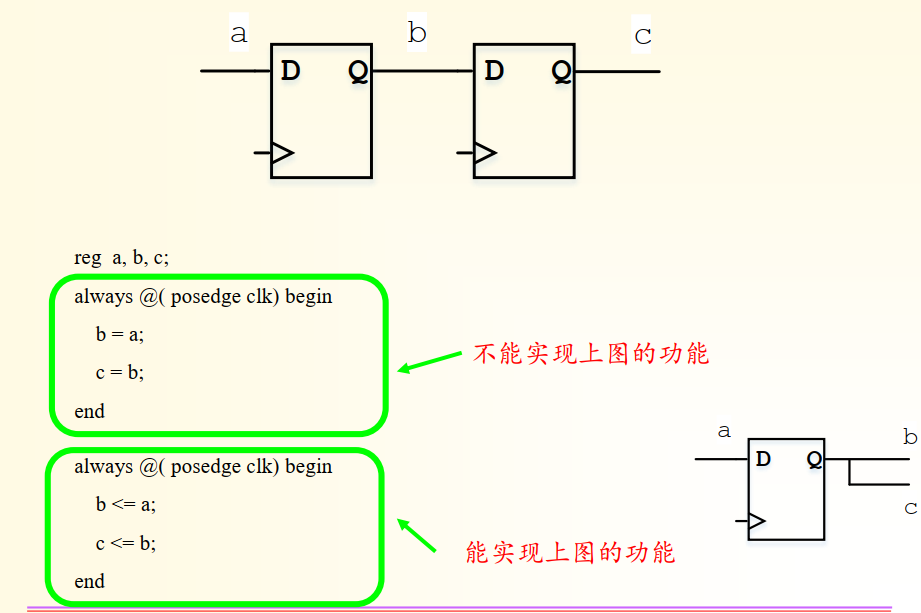 a b c
D Q D Q
reg a, b, c;
always @( posedge clk) begin
b = a;
c = b;
end
不能实现上图的功能
always @( posedge clk) begin
b <= a;
c <= b;
end
能实现上图的功能
a b
D Q
c